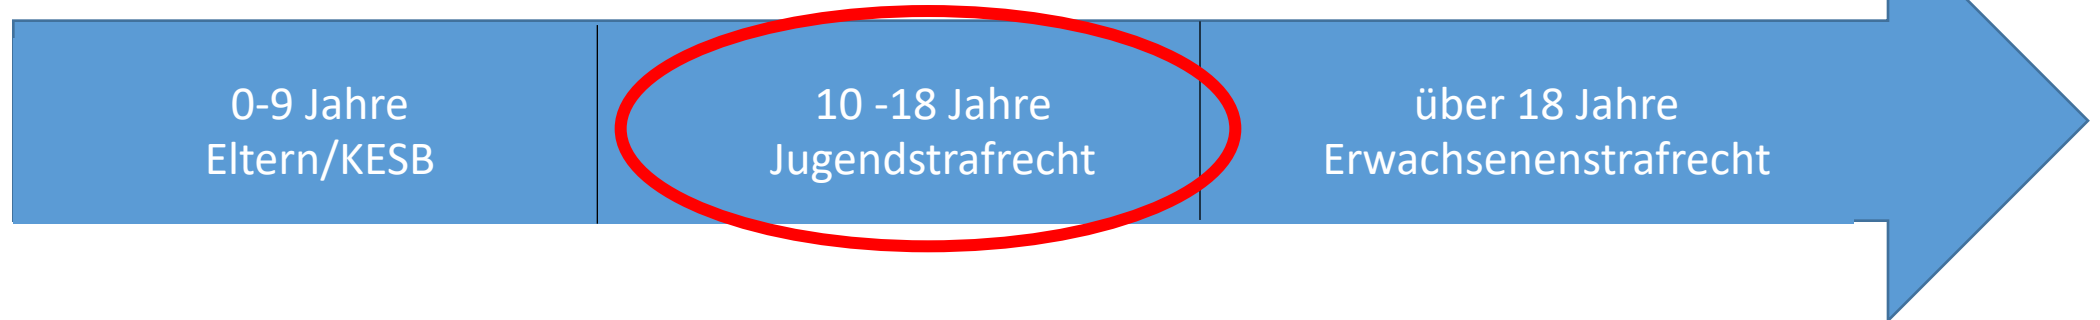 0-9 Jahre
Eltern/KESB
10 -18 Jahre
Jugendstrafrecht
über 18 Jahre
Erwachsenenstrafrecht